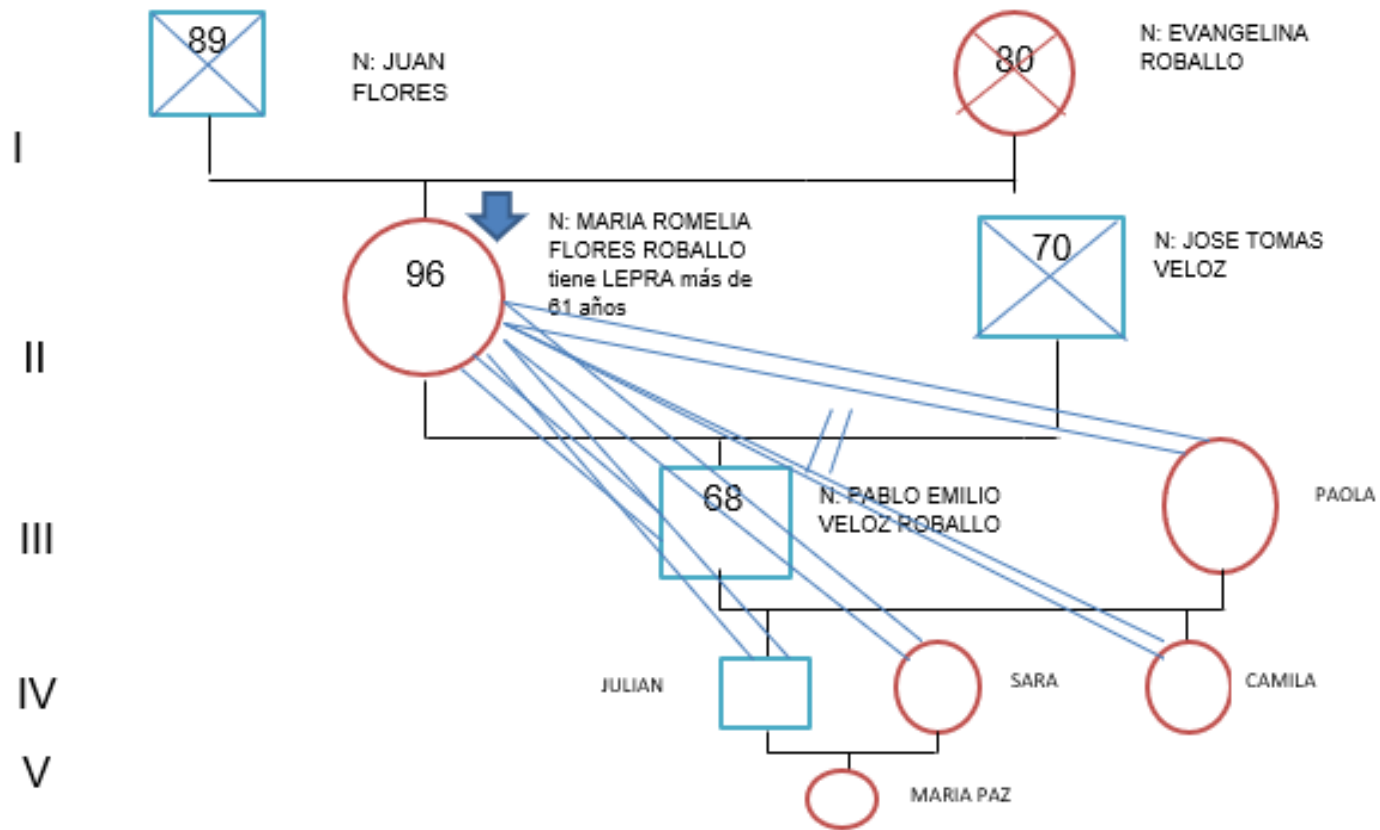 89
N: JUAN
FLORES
80
N: EVANGELINA
ROBALLO
I
96
N: MARIA ROMELIA
FLORES ROBALLO
tiene LEPRA más de
61 años
70
N: JOSE TOMAS
VELOZ
II
68
N: PABLO EMILIO
VELOZ ROBALLO
PAOLA
III
IV
JULIAN
SARA
CAMILA
V
MARIA PAZ